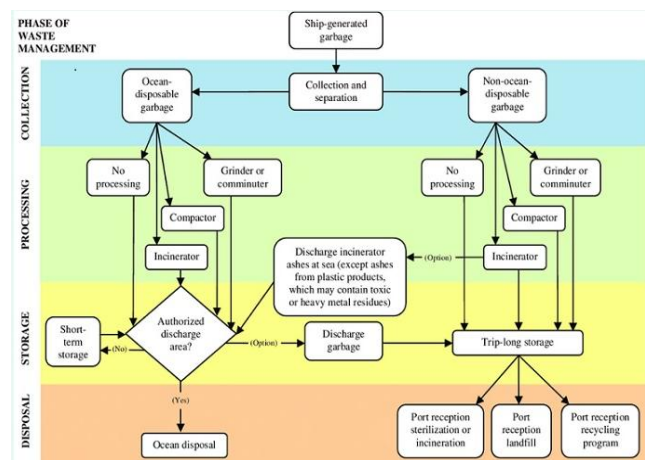 PHASE OF
WASTE
MANAGEMENT
Ship-generated
garbage
COLLECTION
Ocean-
disposable
garbage
Collection and
separation
Non-ocean-
disposable
garbage
PROCESSING
No
processing
Grinder or
comminuter
Compactor
Incinerator
Discharge incinerator
ashes at sea (except ashes
from plastic products,
which may contain toxic
or heavy metal residues)
(Option)
No
processing
Grinder or
comminuter
Compactor
Incinerator
STORAGE
Short-
term
storage
(No)
Authorized
discharge
area?
(Option)
Discharge
garbage
Trip-long storage
DISPOSAL
(Yes)
Ocean disposal
Port reception
sterilization or
incineration
Port
reception
landfill
Port reception
recycling
program